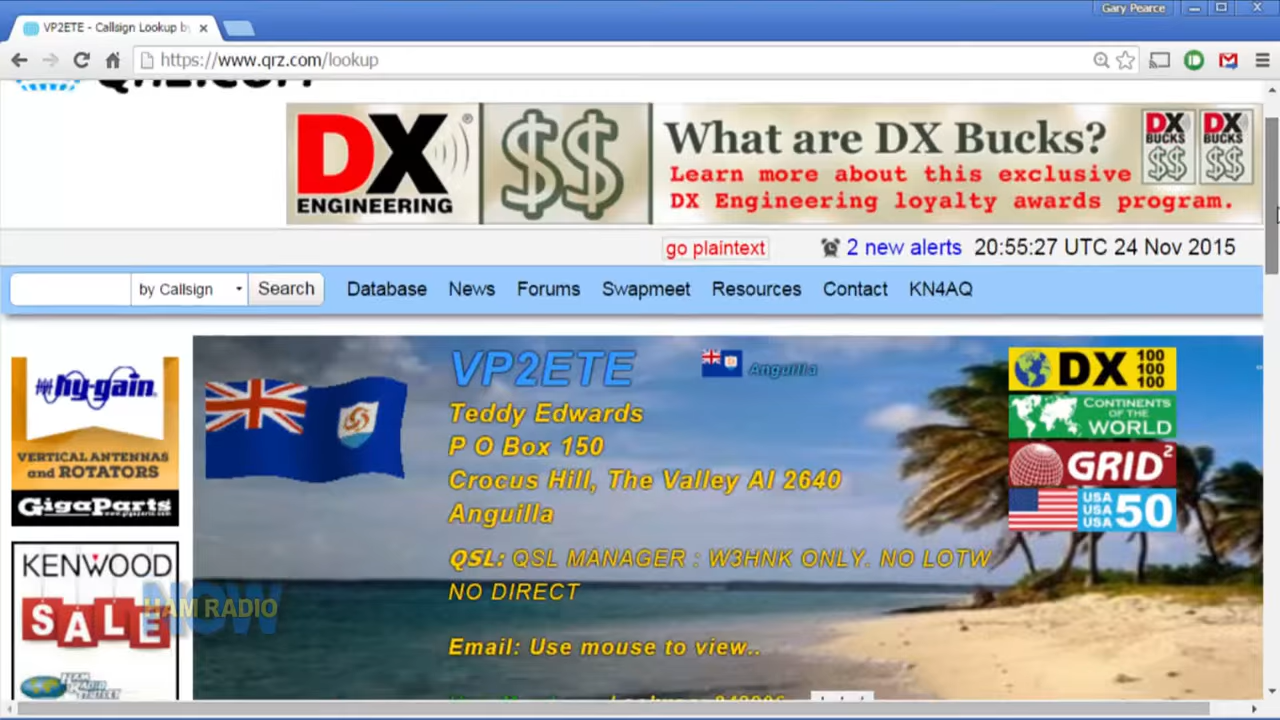 Gary Pearce
VP2ETE - Callsign Lookup by
https://www.qrz.com/lookup
DX
ENGINEERING
®
$$
What are DX Bucks?
Learn more about this exclusive
DX Engineering loyalty awards program.
DX
BUCKS
$$
DX
BUCKS
$$
go plaintext
2 new alerts
20:55:27 UTC 24 Nov 2015
by Callsign
Search
Database
News
Forums
Swapmeet
Resources
Contact
KN4AQ
hy-gain
VERTICAL ANTENNAS
and ROTATORS
GigaParts
KENWOOD
SALE
HAM RADIO
NOW
VP2ETE
Anguilla
Teddy Edwards
P O Box 150
Crocus Hill, The Valley AI 2640
Anguilla
QSL: QSL MANAGER : W3HNK ONLY. NO LOTW
NO DIRECT
Email: Use mouse to view..
DX 100
100
100
CONTINENTS
OF THE
WORLD
GRID²
USA
USA
USA
50